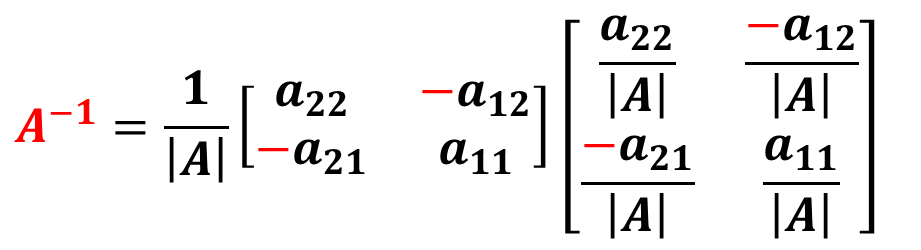 A⁻¹ = 1/|A| [a₂₂ −a₁₂; −a₂₁ a₁₁] [a₂₂/|A| −a₁₂/|A|; −a₂₁/|A| a₁₁/|A|]